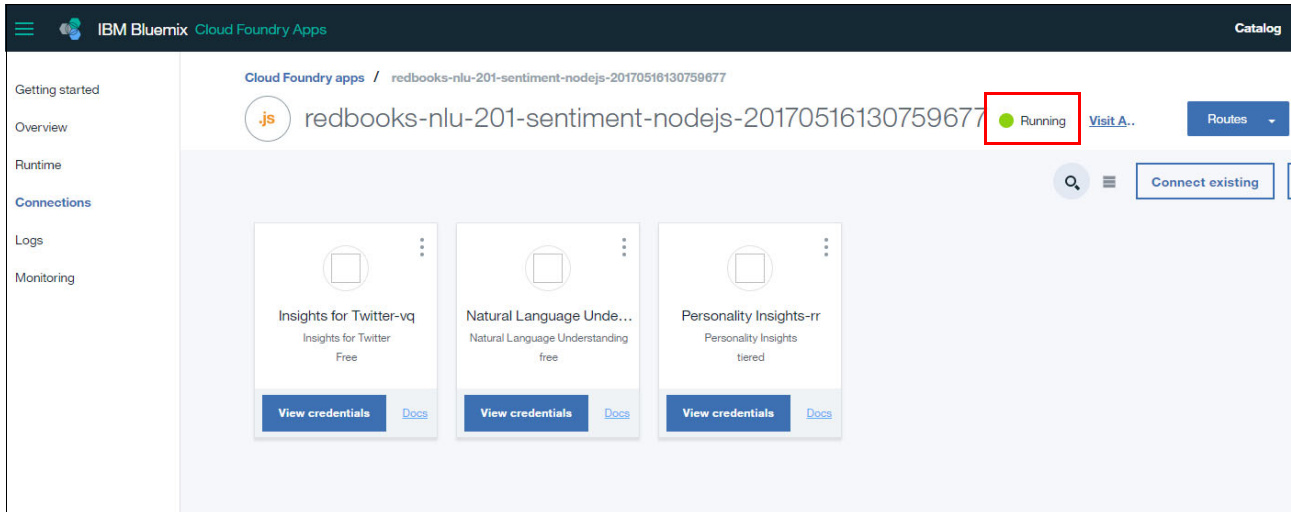 IBM Bluemix Cloud Foundry Apps
Catalog
Getting started
Overview
Runtime
Connections
Logs
Monitoring
Cloud Foundry apps / redbooks-nlu-201-sentiment-nodejs-20170516130759677
.js
redbooks-nlu-201-sentiment-nodejs-20170516130759677
Running
Visit A..
Routes
Connect existing
Insights for Twitter-vq
Insights for Twitter
Free
View credentials
Docs
Natural Language Unde...
Natural Language Understanding
free
View credentials
Docs
Personality Insights-rr
Personality Insights
tiered
View credentials
Docs